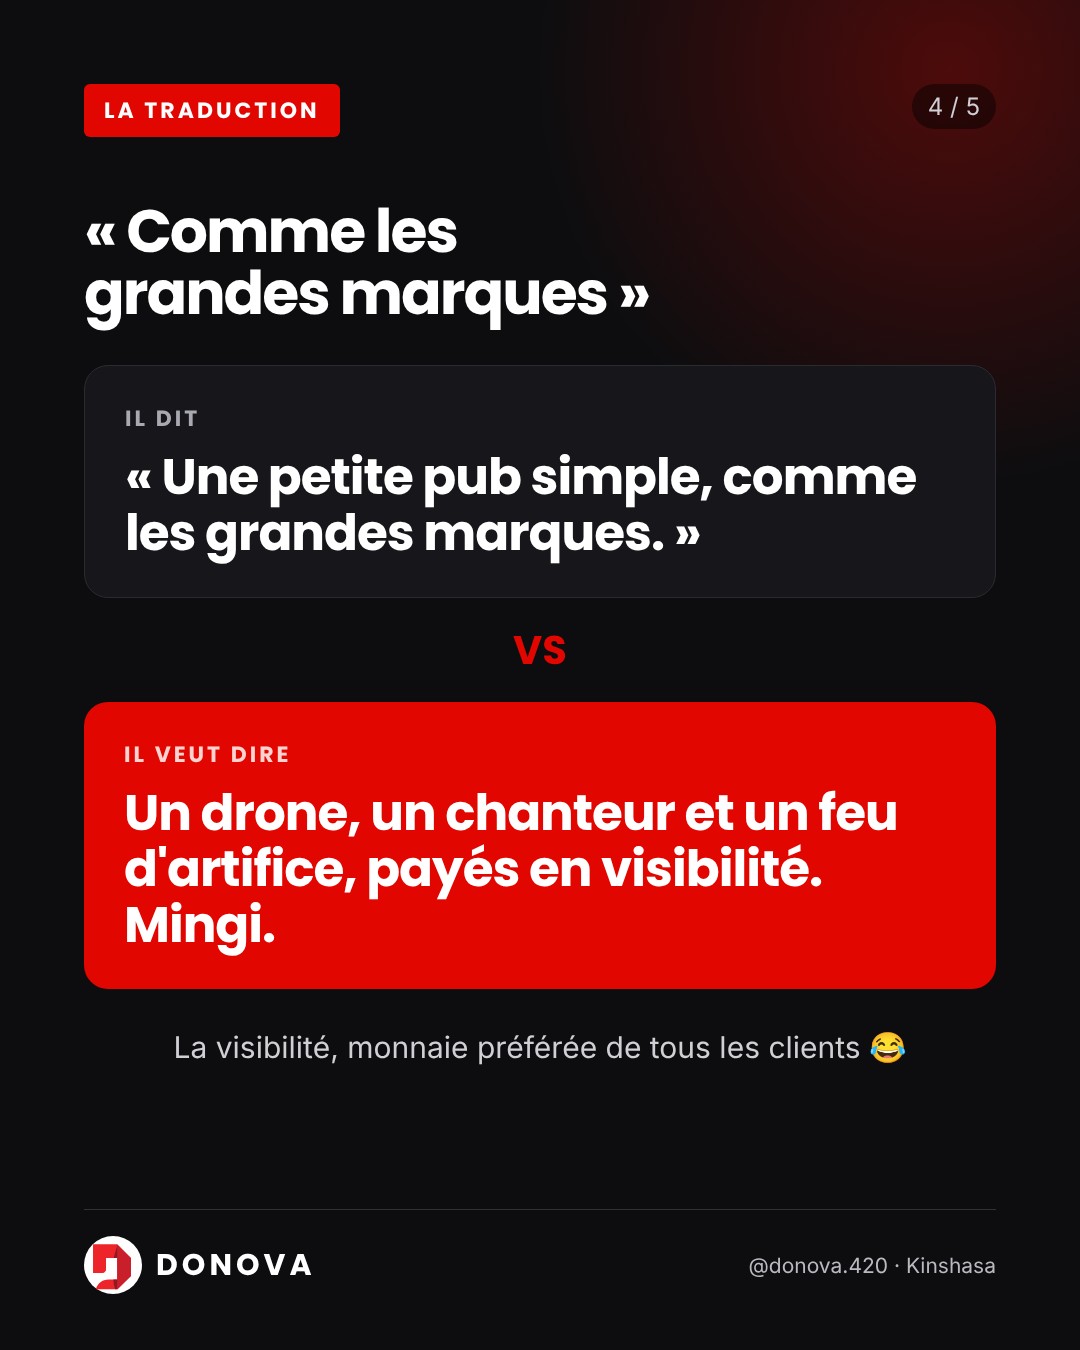 LA TRADUCTION
4 / 5
« Comme les
grandes marques »
IL DIT
« Une petite pub simple, comme
les grandes marques. »
VS
IL VEUT DIRE
Un drone, un chanteur et un feu
d'artifice, payés en visibilité.
Mingi.
La visibilité, monnaie préférée de tous les clients 😂
DONOVA
@donova.420 · Kinshasa